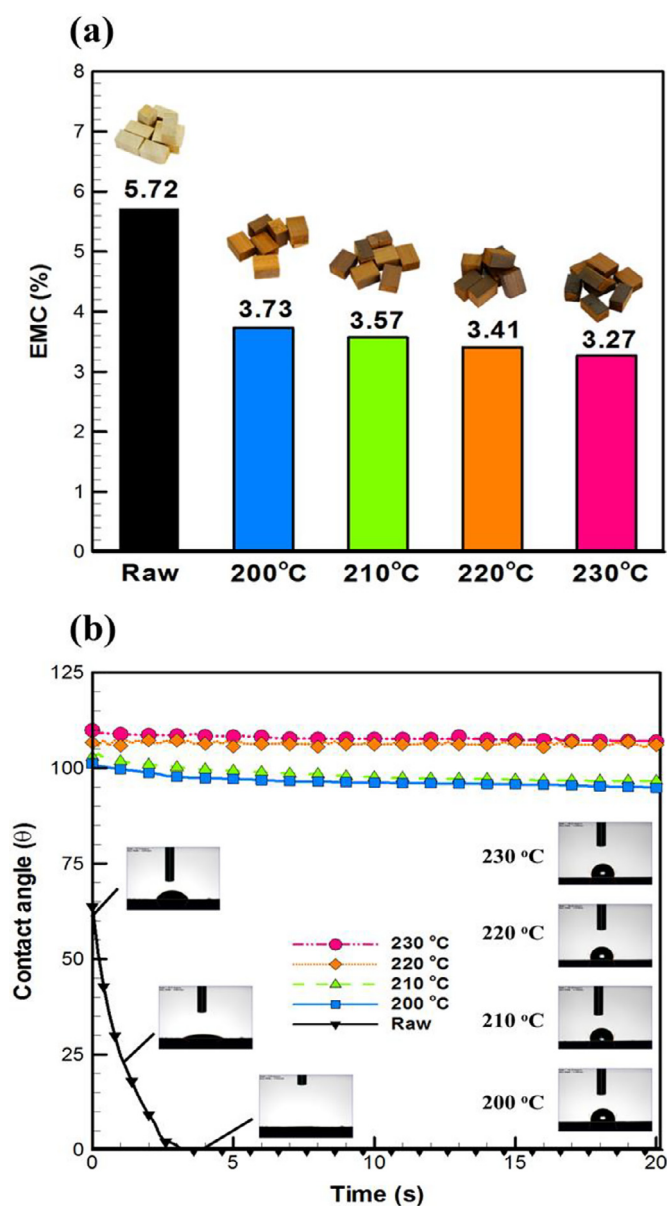 (a)
8
7
6
5
4
3
2
1
0
EMC (%)
5.72
3.73
3.57
3.41
3.27
Raw
200°C
210°C
220°C
230°C
(b)
125
100
75
50
25
0
Contact angle (θ)
230 °C
220 °C
210 °C
200 °C
Raw
230 °C
220 °C
210 °C
200 °C
0
5
10
15
20
Time (s)